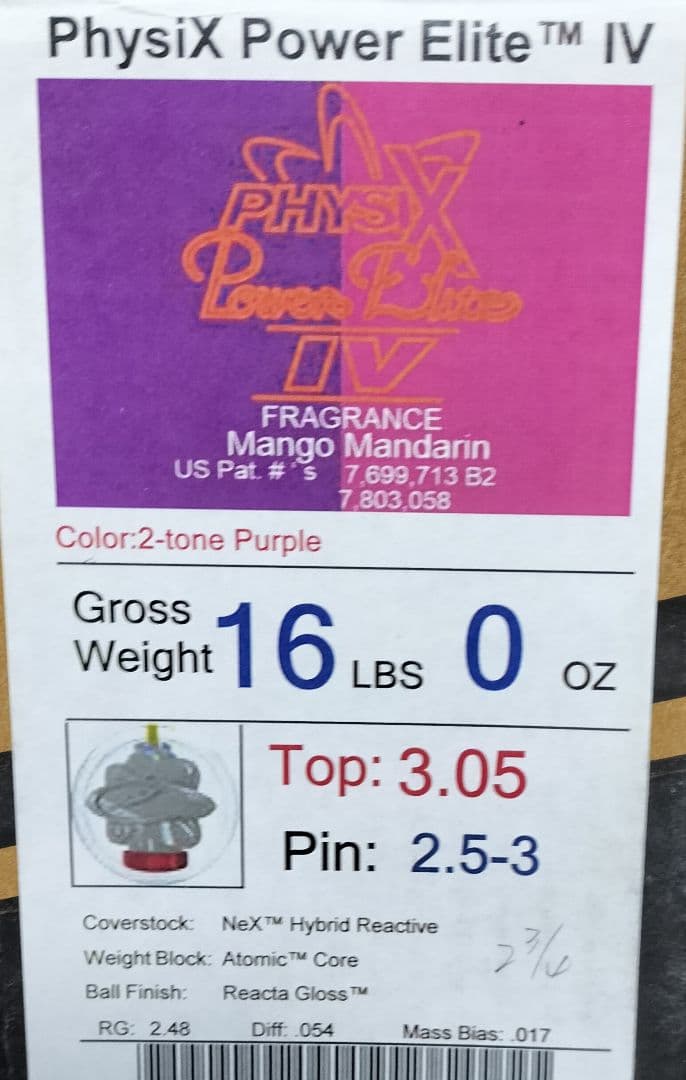 PhysiX Power Elite™ IV
PHYSIX
Power Elite
IV
FRAGRANCE
Mango Mandarin
US Pat. #'s 7,699,713 B2
7,803,058
Color:2-tone Purple
Gross
Weight 16 LBS 0 OZ
Top: 3.05
Pin: 2.5-3
Coverstock: NeX™ Hybrid Reactive
Weight Block: Atomic™ Core
2 3/4
Ball Finish: Reacta Gloss™
RG: 2.48 Diff: .054 Mass Bias: .017